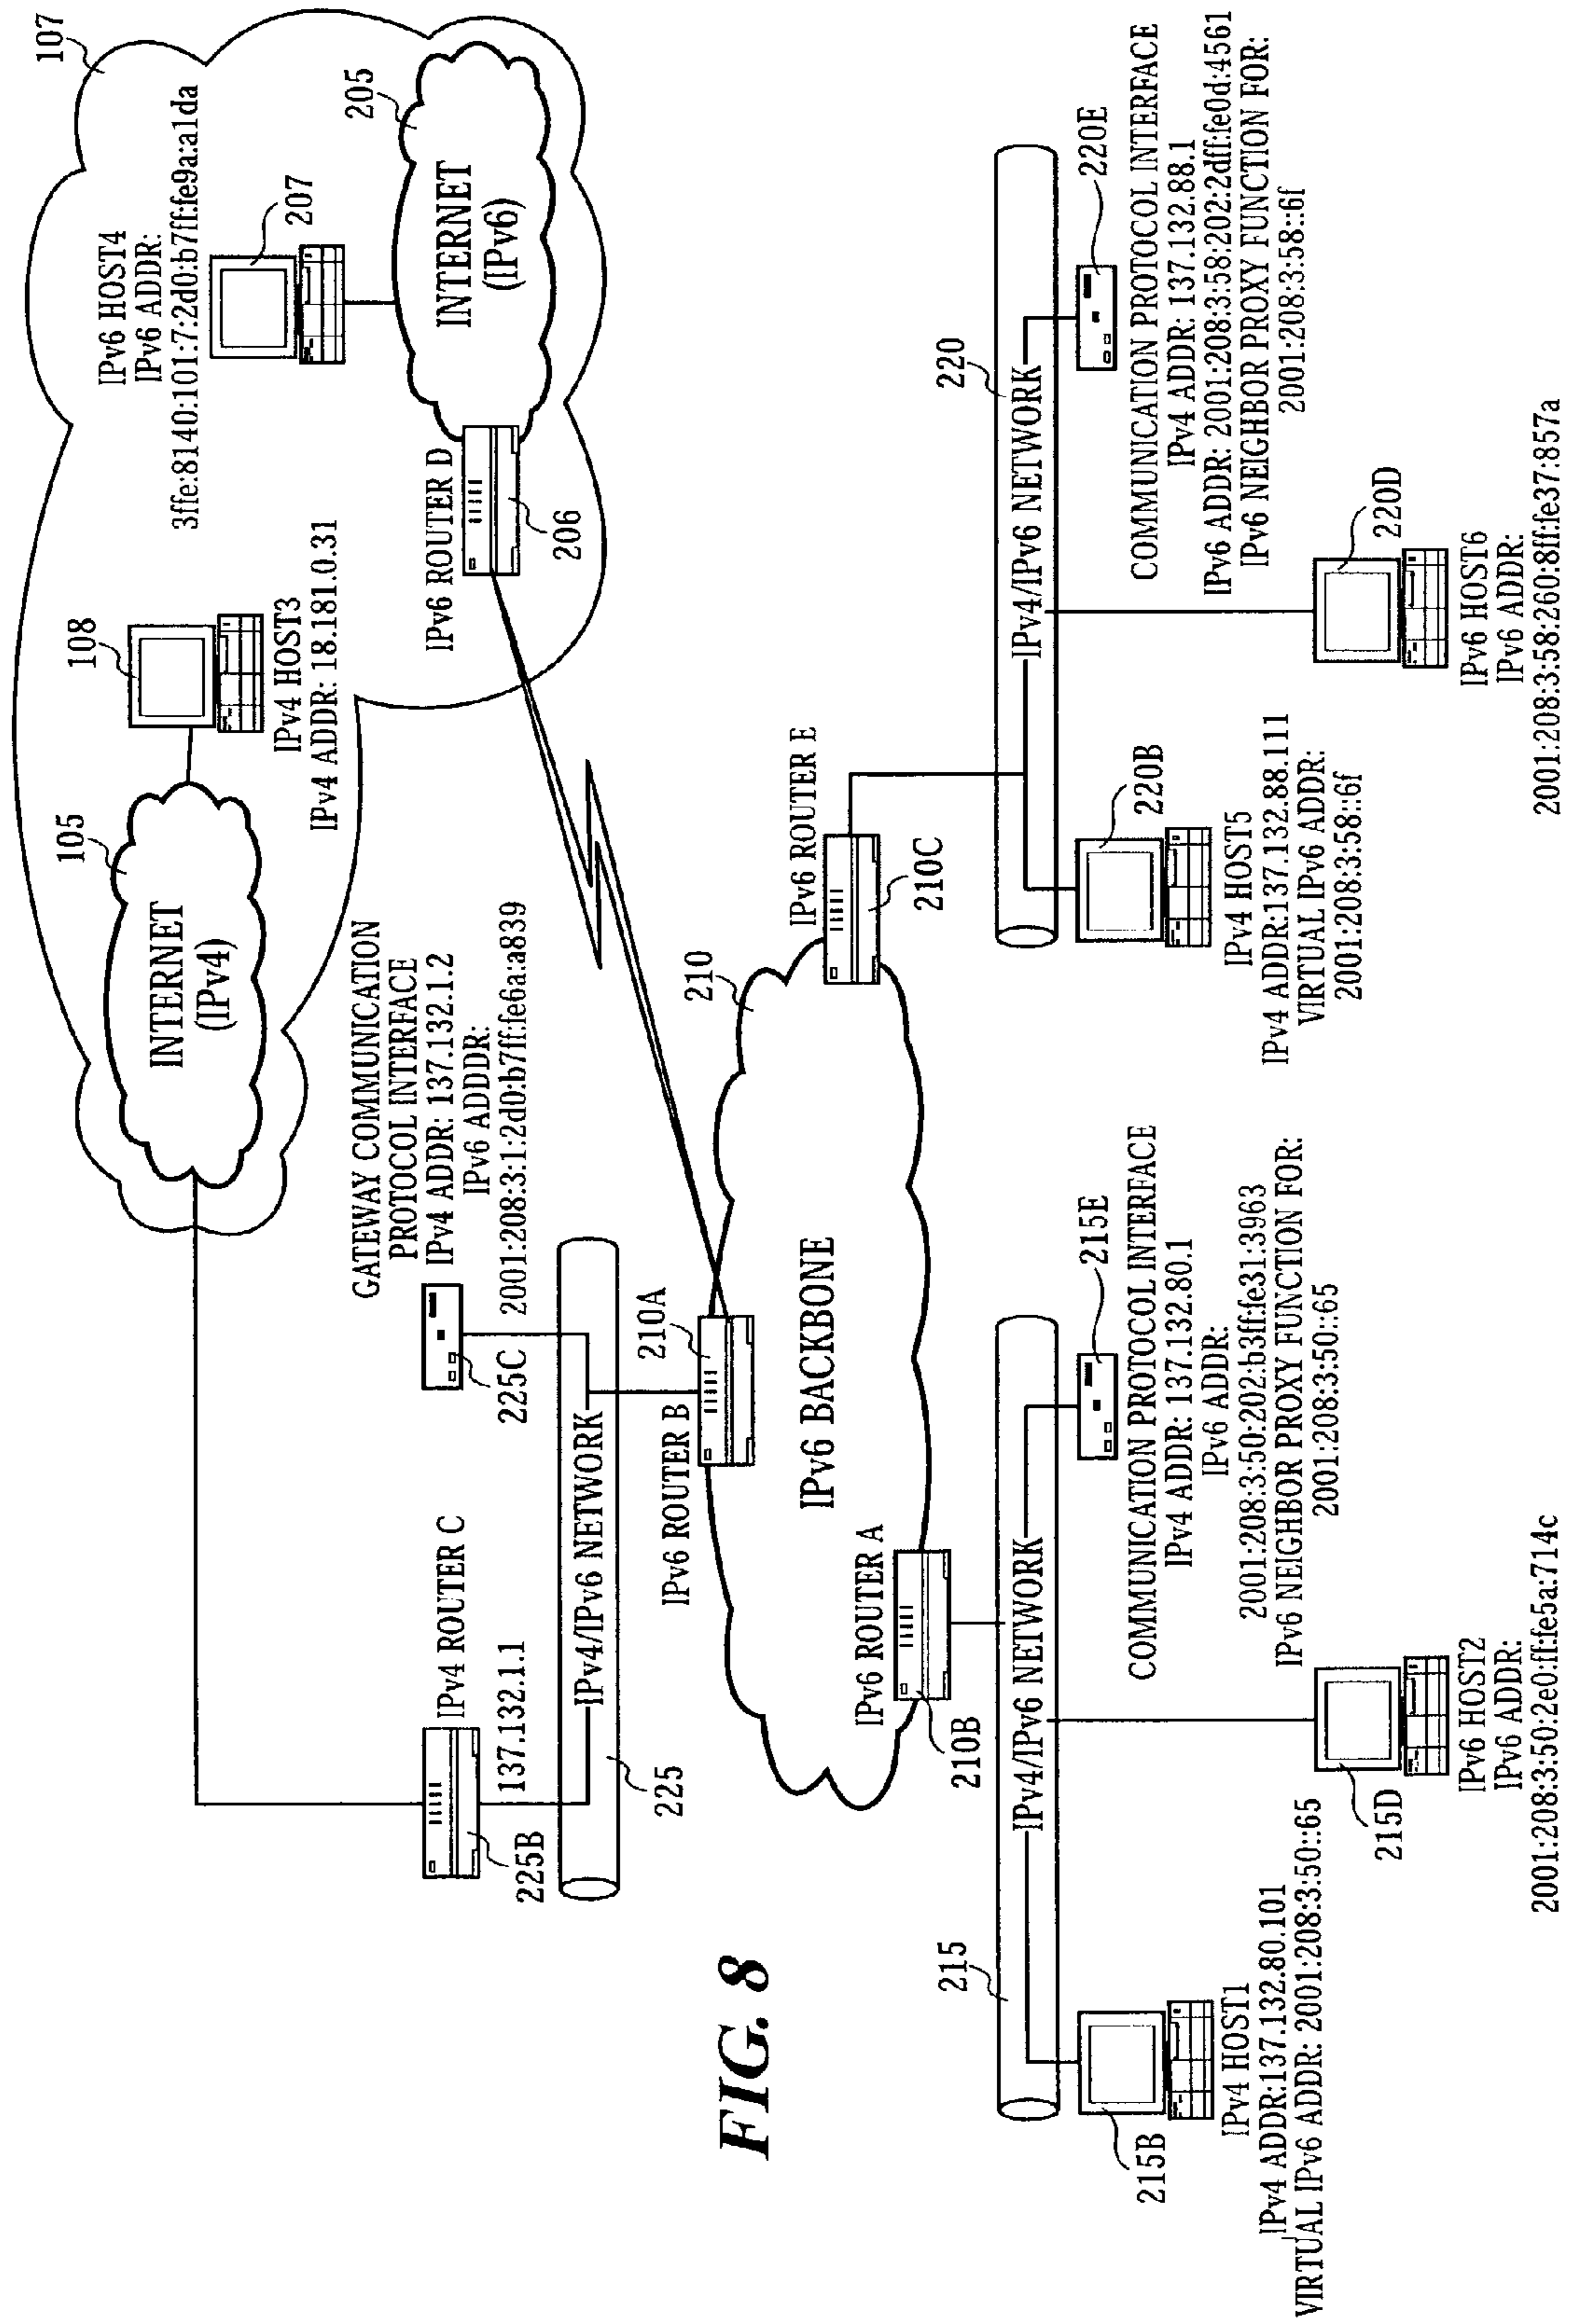 107
IPv6 HOST4
IPv6 ADDR:
3ffe:8140:101:7:2d0:b7ff:fe9a:a1da
207
205
INTERNET
(IPv6)
108
IPv4 HOST3
IPv4 ADDR: 18.181.0.31
IPv6 ROUTER D
206
105
INTERNET
(IPv4)
GATEWAY COMMUNICATION
PROTOCOL INTERFACE
IPv4 ADDR: 137.132.1.2
IPv6 ADDDR:
2001:208:3:1:2d0:b7ff:fe6a:a839
225C
IPv4 ROUTER C
137.132.1.1
225B
IPv4/IPv6 NETWORK
225
IPv6 ROUTER B
210A
210
IPv6 BACKBONE
IPv6 ROUTER E
210C
IPv6 ROUTER A
210B
FIG. 8
215
IPv4/IPv6 NETWORK
215B
IPv4 HOST1
IPv4 ADDR:137.132.80.101
VIRTUAL IPv6 ADDR: 2001:208:3:50::65
215D
IPv6 HOST2
IPv6 ADDR:
2001:208:3:50:2e0:ff:fe5a:714c
215E
COMMUNICATION PROTOCOL INTERFACE
IPv4 ADDR: 137.132.80.1
IPv6 ADDR:
2001:208:3:50:202:b3ff:fe31:3963
IPv6 NEIGHBOR PROXY FUNCTION FOR:
2001:208:3:50::65
220
IPv4/IPv6 NETWORK
220B
IPv4 HOST5
IPv4 ADDR:137.132.88.111
VIRTUAL IPv6 ADDR:
2001:208:3:58::6f
220D
IPv6 HOST6
IPv6 ADDR:
2001:208:3:58:260:8ff:fe37:857a
220E
COMMUNICATION PROTOCOL INTERFACE
IPv4 ADDR: 137.132.88.1
IPv6 ADDR: 2001:208:3:58:202:2dff:fe0d:4561
IPv6 NEIGHBOR PROXY FUNCTION FOR:
2001:208:3:58::6f